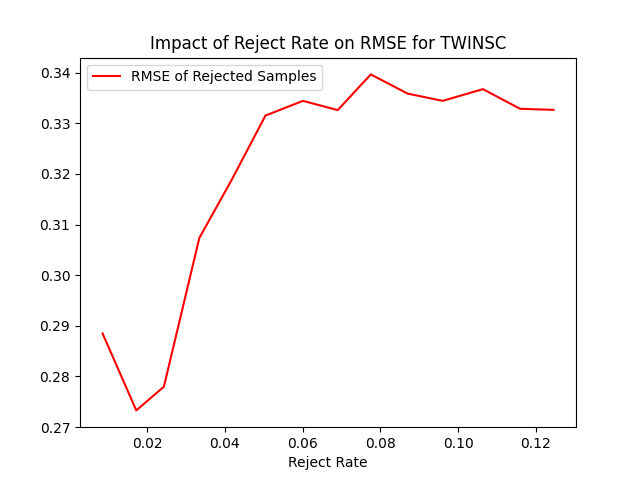 Impact of Reject Rate on RMSE for TWINSC
RMSE of Rejected Samples
0.34
0.33
0.32
0.31
0.30
0.29
0.28
0.27
0.02 0.04 0.06 0.08 0.10 0.12
Reject Rate